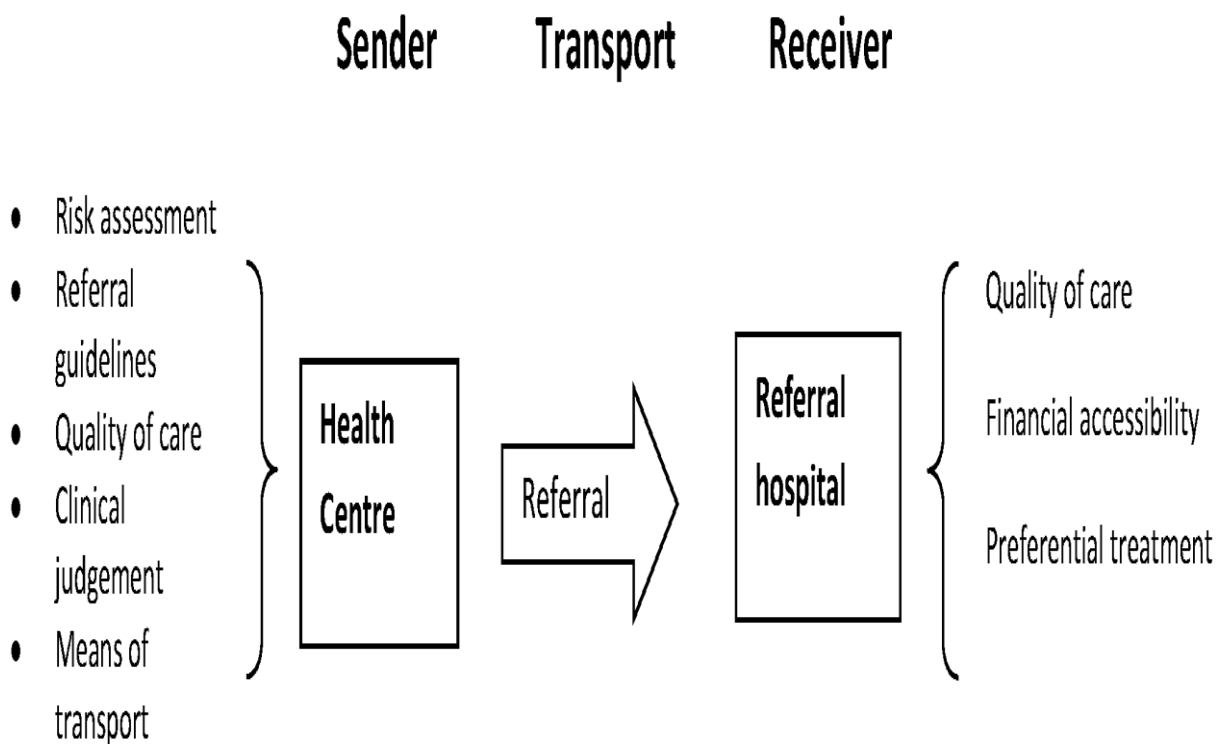 Sender Transport Receiver
• Risk assessment
• Referral
guidelines
• Quality of care
• Clinical
judgement
• Means of
transport
Health
Centre
Referral
Referral
hospital
Quality of care
Financial accessibility
Preferential treatment